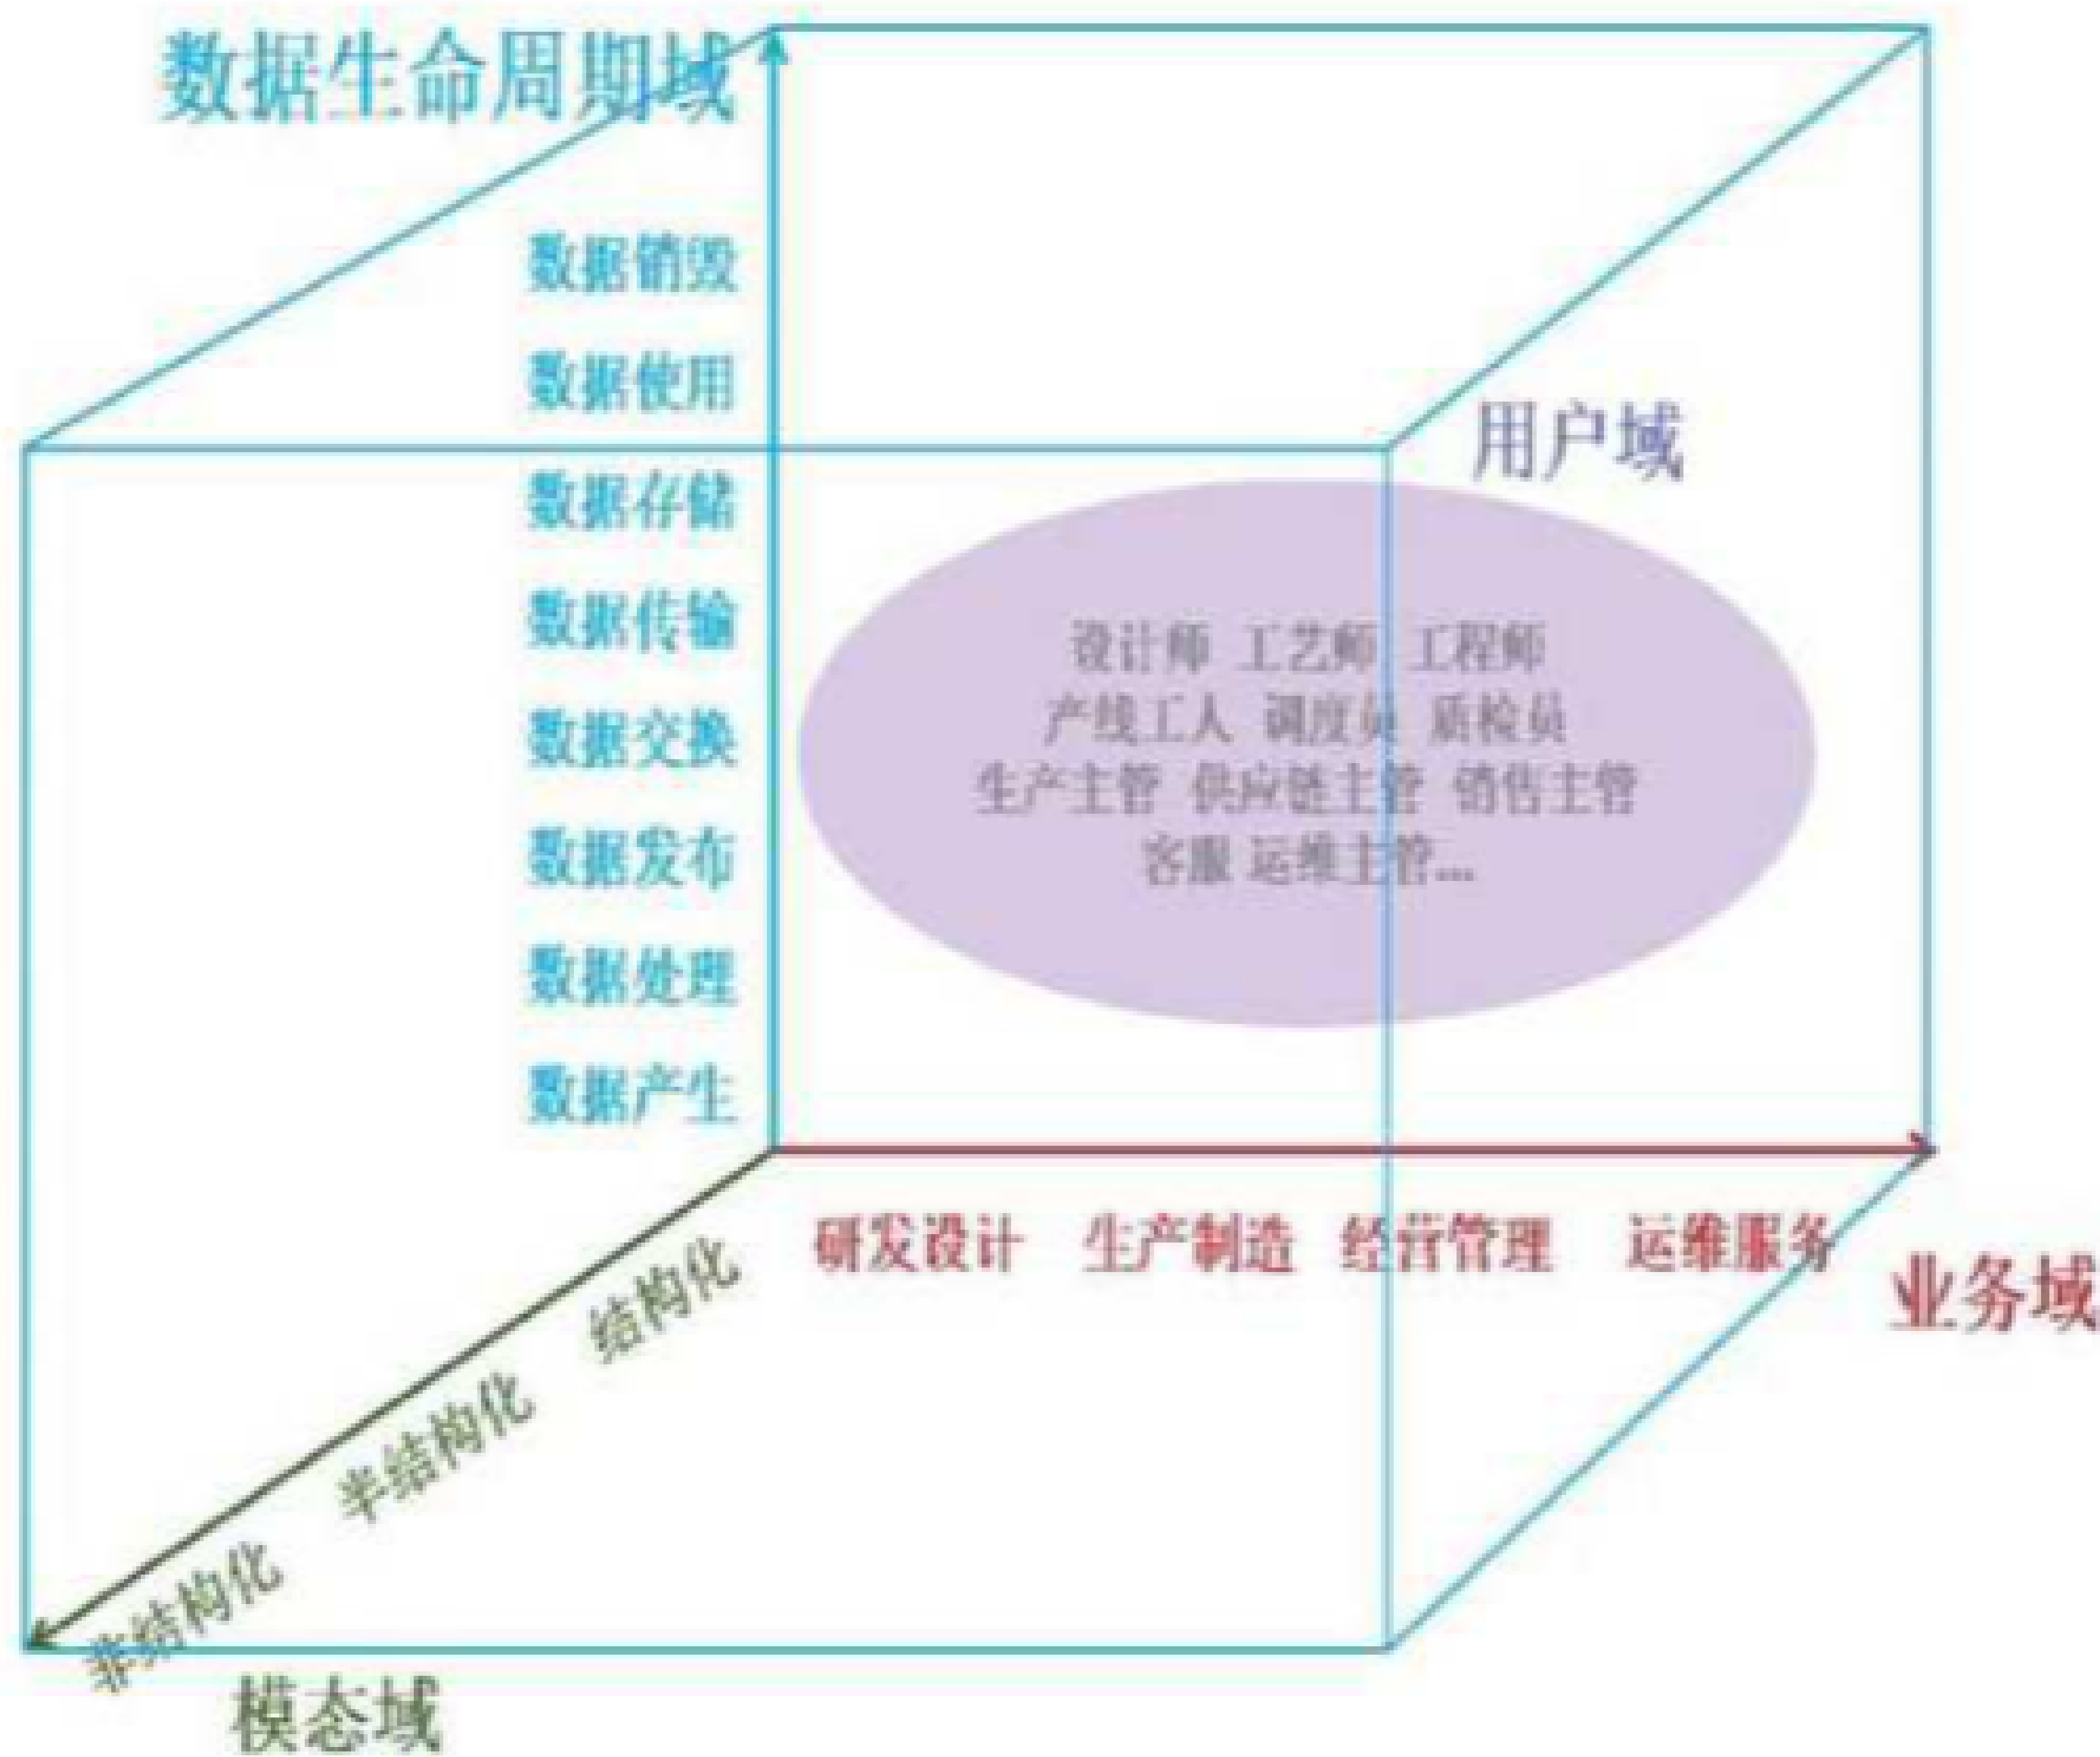 数据生命周期域
数据销毁
数据使用
数据存储
数据传输
数据交换
数据发布
数据处理
数据产生
用户域
设计师 工艺师 工程师
产线工人 调度员 质检员
生产主管 供应链主管 销售主管
客服 运维主管...
研发设计 生产制造 经营管理 运维服务
业务域
结构化
半结构化
非结构化
模态域